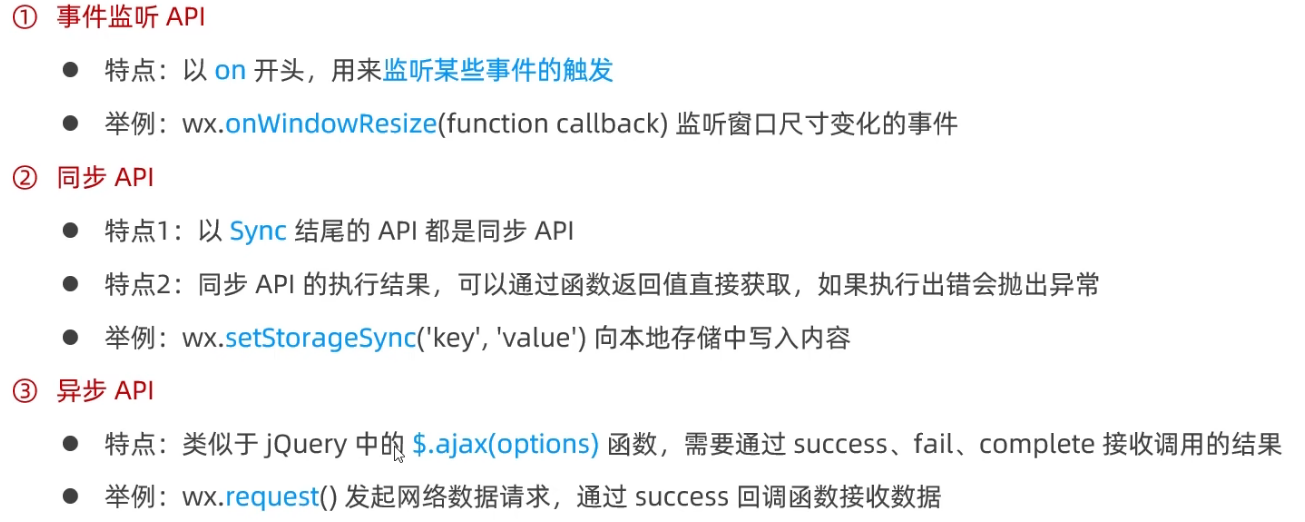 ① 事件监听 API
● 特点：以 on 开头，用来监听某些事件的触发
● 举例：wx.onWindowResize(function callback) 监听窗口尺寸变化的事件
② 同步 API
● 特点1：以 Sync 结尾的 API 都是同步 API
● 特点2：同步 API 的执行结果，可以通过函数返回值直接获取，如果执行出错会抛出异常
● 举例：wx.setStorageSync('key', 'value') 向本地存储中写入内容
③ 异步 API
● 特点：类似于 jQuery 中的 $.ajax(options) 函数，需要通过 success、fail、complete 接收调用的结果
● 举例：wx.request() 发起网络数据请求，通过 success 回调函数接收数据